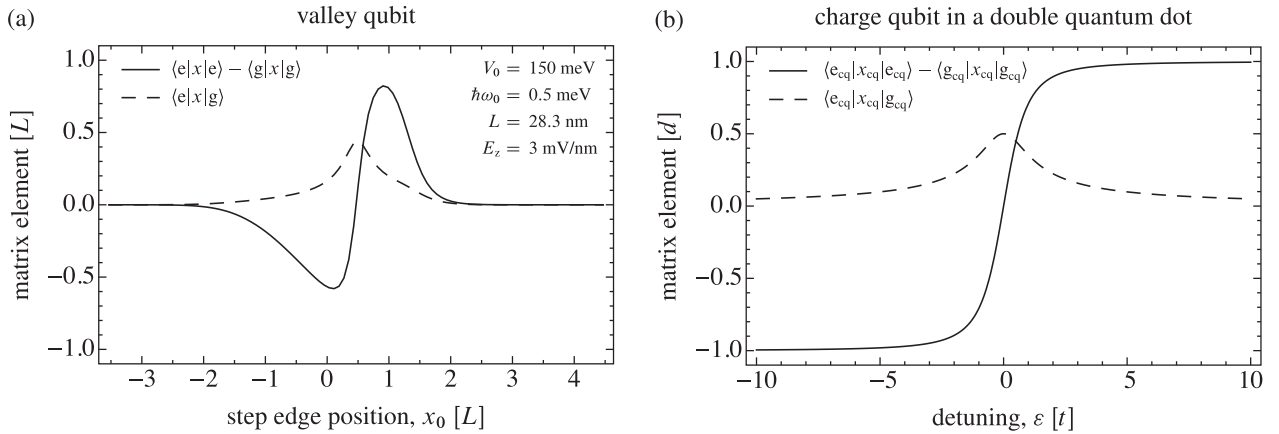 (a)
valley qubit
⟨e|x|e⟩ − ⟨g|x|g⟩
⟨e|x|g⟩
V₀ = 150 meV
ħω₀ = 0.5 meV
L = 28.3 nm
E_z = 3 mV/nm
matrix element [L]
1.0
0.5
0.0
−0.5
−1.0
−3 −2 −1 0 1 2 3 4
step edge position, x₀ [L]
(b)
charge qubit in a double quantum dot
⟨e_cq|x_cq|e_cq⟩ − ⟨g_cq|x_cq|g_cq⟩
⟨e_cq|x_cq|g_cq⟩
matrix element [d]
1.0
0.5
0.0
−0.5
−1.0
−10 −5 0 5 10
detuning, ε [t]